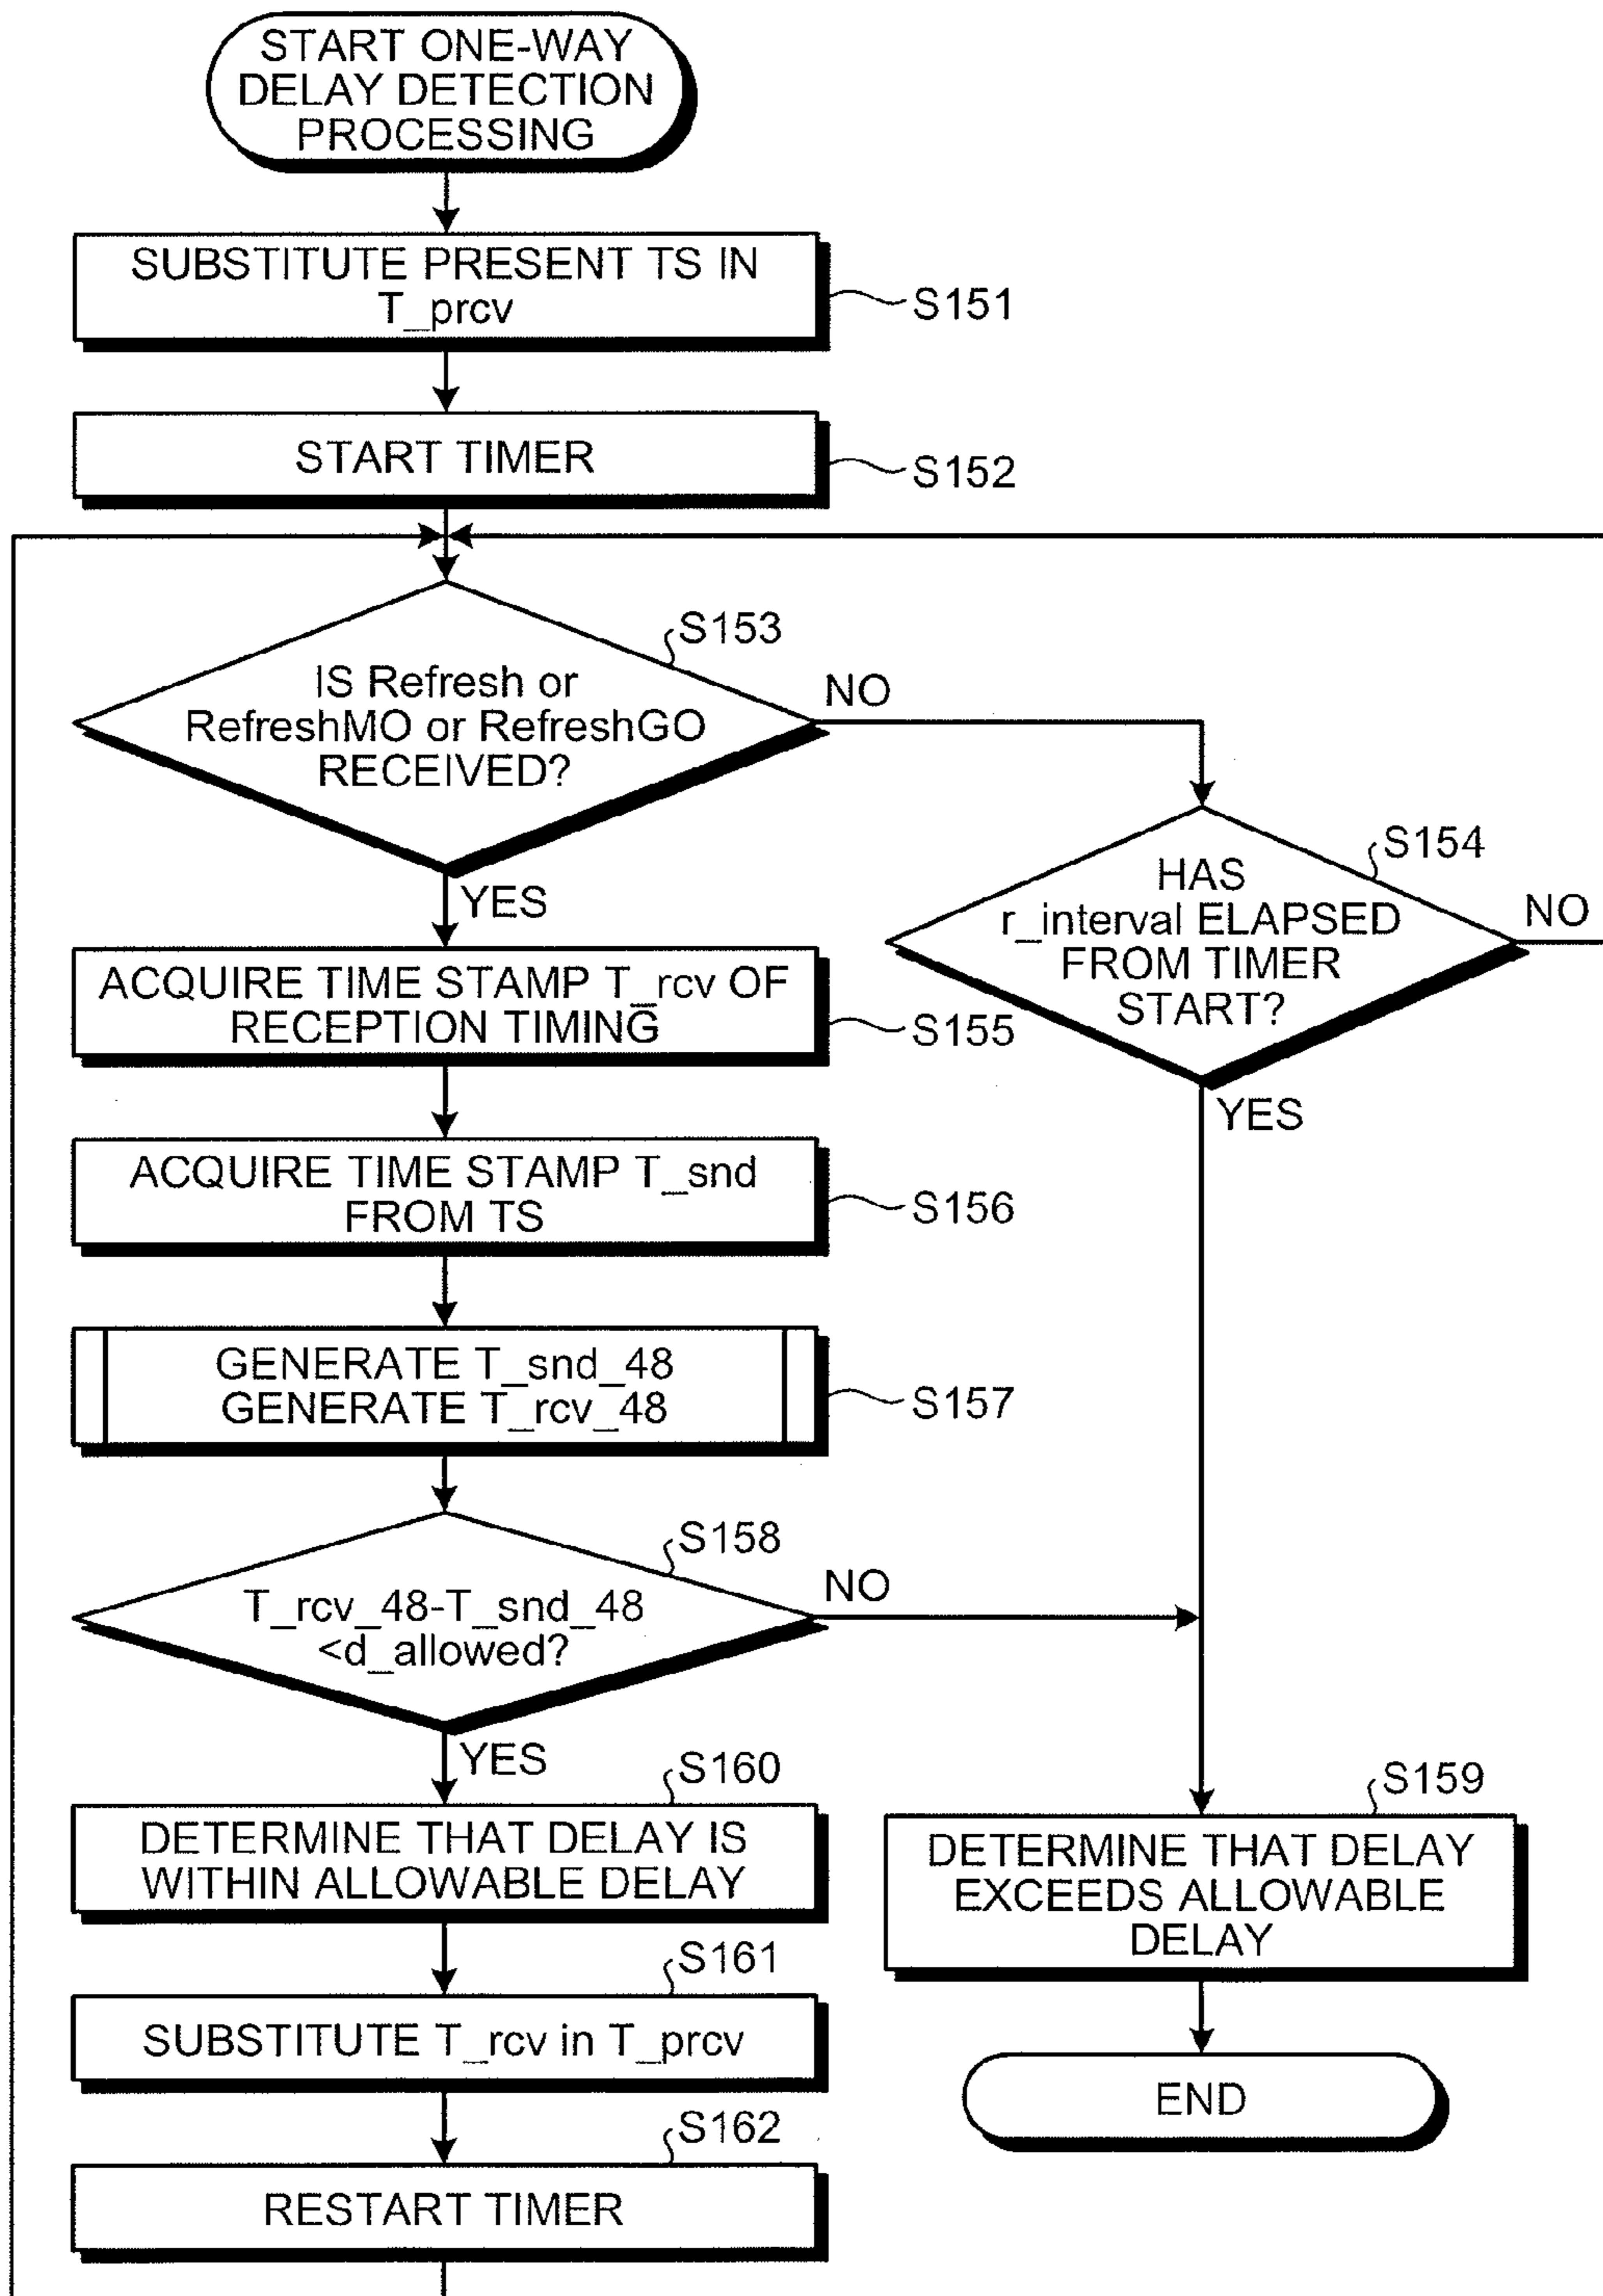 START ONE-WAY
DELAY DETECTION
PROCESSING
SUBSTITUTE PRESENT TS IN
T_prcv
S151
START TIMER
S152
S153
IS Refresh or
RefreshMO or RefreshGO
RECEIVED?
NO
YES
S154
HAS
r_interval ELAPSED
FROM TIMER
START?
NO
YES
ACQUIRE TIME STAMP T_rcv OF
RECEPTION TIMING
S155
ACQUIRE TIME STAMP T_snd
FROM TS
S156
GENERATE T_snd_48
GENERATE T_rcv_48
S157
S158
T_rcv_48-T_snd_48
<d_allowed?
NO
YES
S160
DETERMINE THAT DELAY IS
WITHIN ALLOWABLE DELAY
S159
DETERMINE THAT DELAY
EXCEEDS ALLOWABLE
DELAY
S161
SUBSTITUTE T_rcv in T_prcv
END
S162
RESTART TIMER